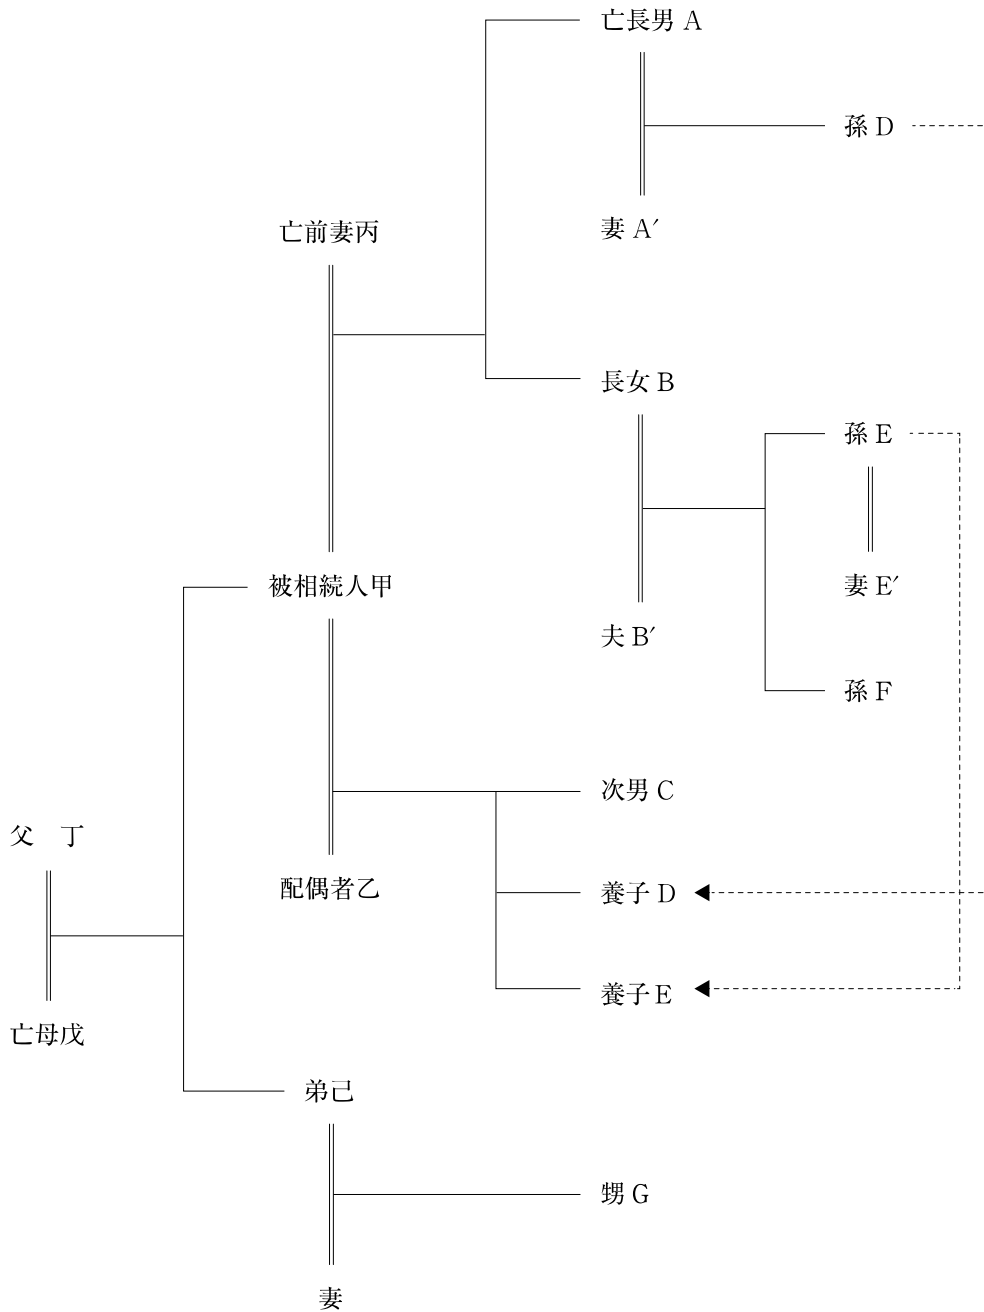 亡長男 A
孫 D
妻 A′
亡前妻丙
長女 B
孫 E
被相続人甲
妻 E′
夫 B′
孫 F
次男 C
父　丁
配偶者乙
養子 D
養子 E
亡母戊
弟己
甥 G
妻